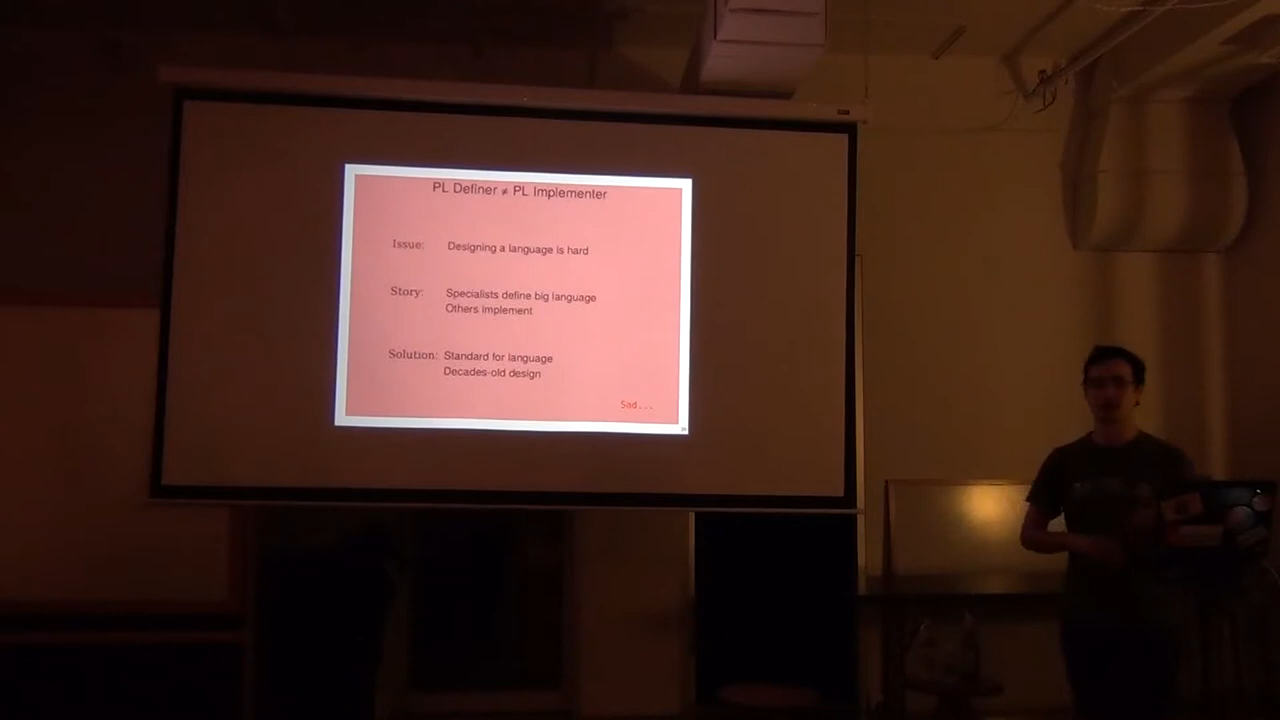 PL Definer ≠ PL Implementer
Issue: Designing a language is hard
Story: Specialists define big language
Others implement
Solution: Standard for language
Decades-old design
Sad...